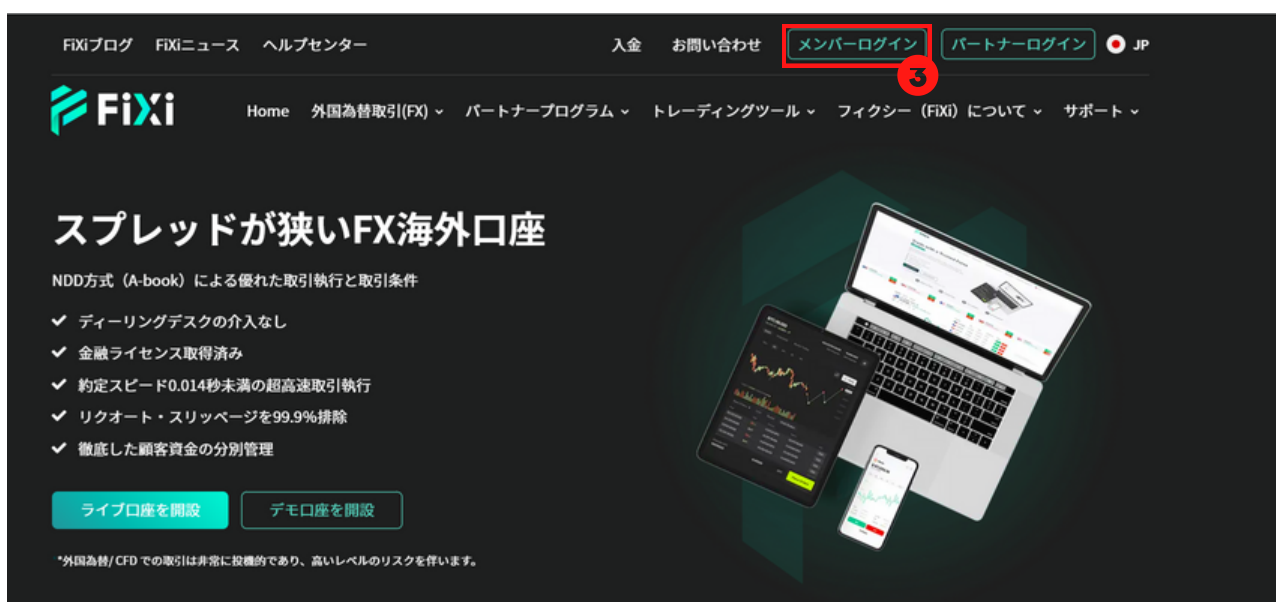 FiXiブログ FiXiニュース ヘルプセンター 入金 お問い合わせ メンバーログイン パートナーログイン JP
3
FiXi Home 外国為替取引(FX) パートナープログラム トレーディングツール フィクシー（FiXi）について サポート
スプレッドが狭いFX海外口座
NDD方式（A-book）による優れた取引執行と取引条件
ディーリングデスクの介入なし
金融ライセンス取得済み
約定スピード0.014秒未満の超高速取引執行
リクオート・スリッページを99.9%排除
徹底した顧客資金の分別管理
ライブ口座を開設 デモ口座を開設
*外国為替/ CFD での取引は非常に投機的であり、高いレベルのリスクを伴います。